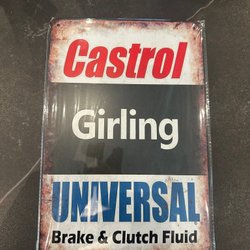 Castrol
Girling
UNIVERSAL
Brake & Clutch Fluid